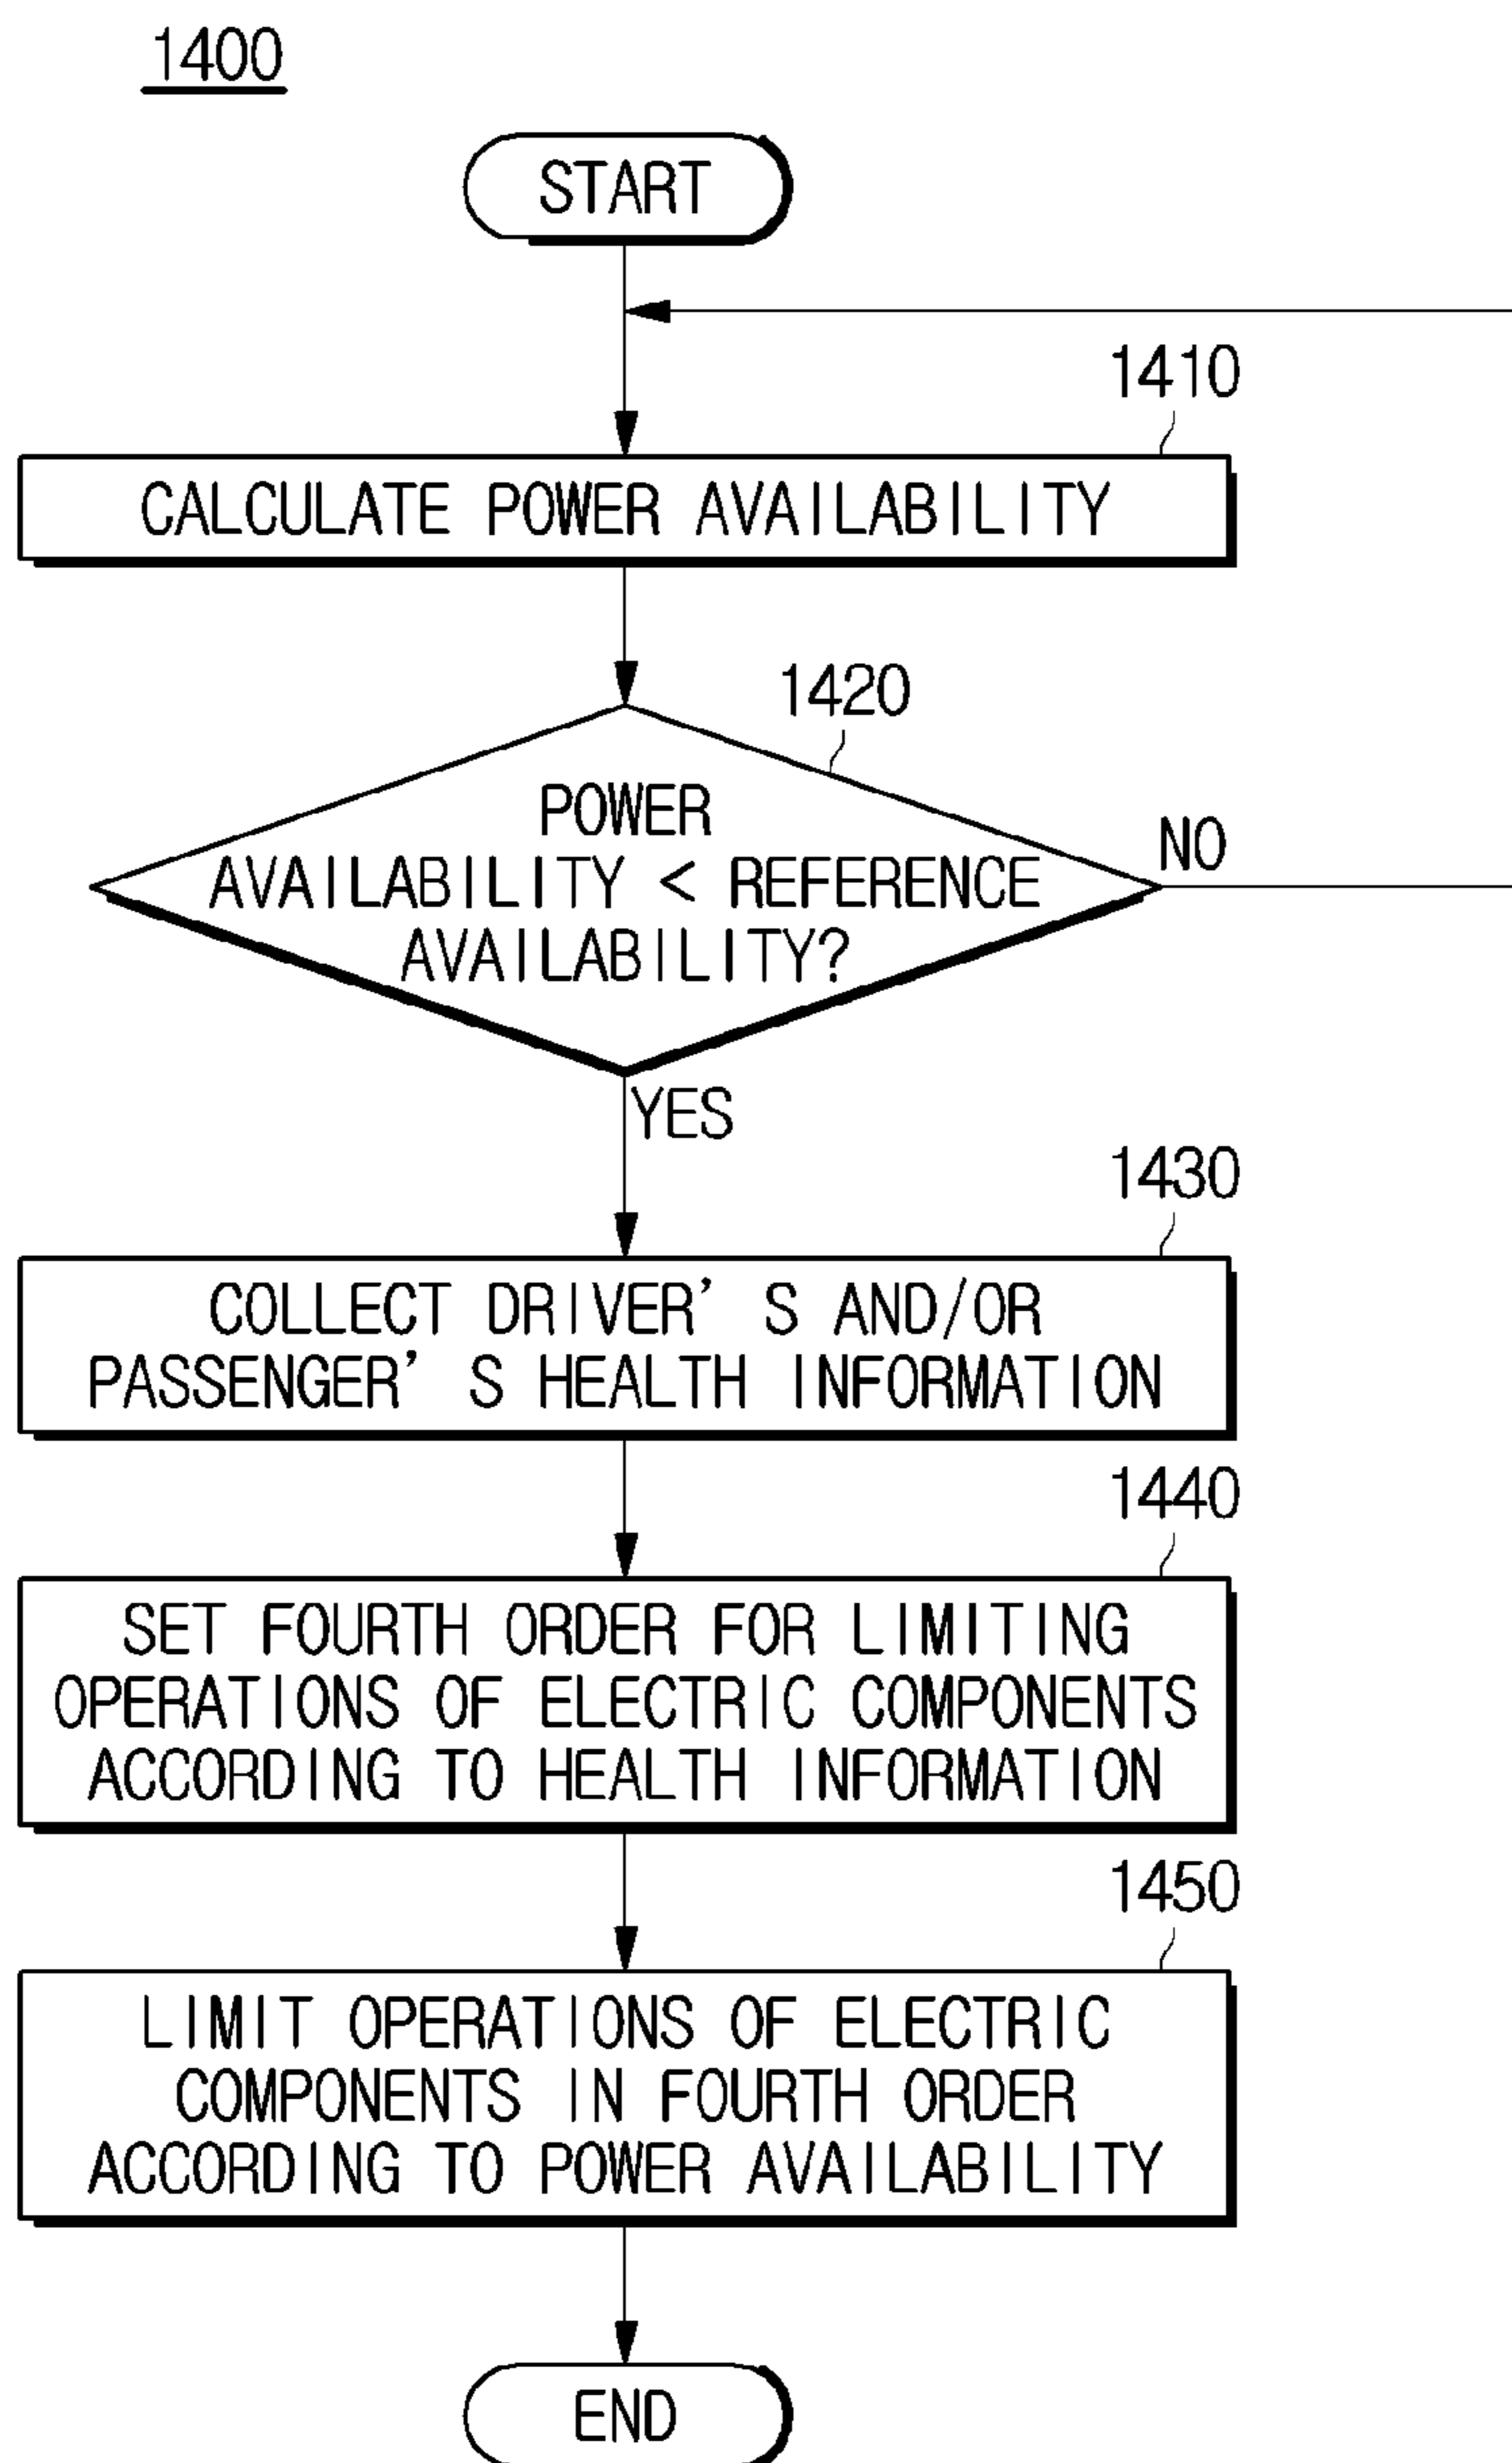 1400
START
1410
CALCULATE POWER AVAILABILITY
1420
POWER
AVAILABILITY < REFERENCE
AVAILABILITY?
NO
YES
1430
COLLECT DRIVER' S AND/OR
PASSENGER' S HEALTH INFORMATION
1440
SET FOURTH ORDER FOR LIMITING
OPERATIONS OF ELECTRIC COMPONENTS
ACCORDING TO HEALTH INFORMATION
1450
LIMIT OPERATIONS OF ELECTRIC
COMPONENTS IN FOURTH ORDER
ACCORDING TO POWER AVAILABILITY
END